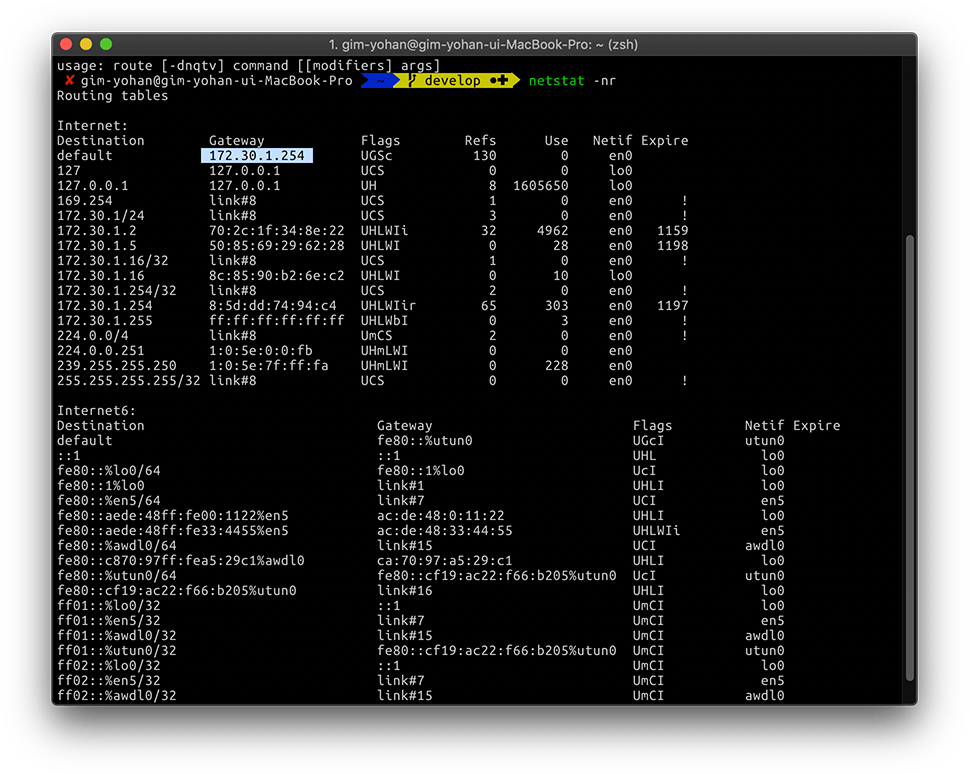 1. gim-yohan@gim-yohan-ui-MacBook-Pro: ~ (zsh)
usage: route [-dnqtv] command [[modifiers] args]
✘ gim-yohan@gim-yohan-ui-MacBook-Pro ~ develop ●✚ netstat -nr
Routing tables

Internet:
Destination Gateway Flags Refs Use Netif Expire
default 172.30.1.254 UGSc 130 0 en0
127 127.0.0.1 UCS 0 0 lo0
127.0.0.1 127.0.0.1 UH 8 1605650 lo0
169.254 link#8 UCS 1 0 en0 !
172.30.1/24 link#8 UCS 3 0 en0 !
172.30.1.2 70:2c:1f:34:8e:22 UHLWIi 32 4962 en0 1159
172.30.1.5 50:85:69:29:62:28 UHLWI 0 28 en0 1198
172.30.1.16/32 link#8 UCS 1 0 en0 !
172.30.1.16 8c:85:90:b2:6e:c2 UHLWI 0 10 lo0
172.30.1.254/32 link#8 UCS 2 0 en0 !
172.30.1.254 8:5d:dd:74:94:c4 UHLWIir 65 303 en0 1197
172.30.1.255 ff:ff:ff:ff:ff:ff UHLWbI 0 3 en0 !
224.0.0/4 link#8 UmCS 2 0 en0 !
224.0.0.251 1:0:5e:0:0:fb UHmLWI 0 0 en0
239.255.255.250 1:0:5e:7f:ff:fa UHmLWI 0 228 en0
255.255.255.255/32 link#8 UCS 0 0 en0 !

Internet6:
Destination Gateway Flags Netif Expire
default fe80::%utun0 UGcI utun0
::1 ::1 UHL lo0
fe80::%lo0/64 fe80::1%lo0 UcI lo0
fe80::1%lo0 link#1 UHLI lo0
fe80::%en5/64 link#7 UCI en5
fe80::aede:48ff:fe00:1122%en5 ac:de:48:0:11:22 UHLI lo0
fe80::aede:48ff:fe33:4455%en5 ac:de:48:33:44:55 UHLWIi en5
fe80::%awdl0/64 link#15 UCI awdl0
fe80::c870:97ff:fea5:29c1%awdl0 ca:70:97:a5:29:c1 UHLI lo0
fe80::%utun0/64 fe80::cf19:ac22:f66:b205%utun0 UcI utun0
fe80::cf19:ac22:f66:b205%utun0 link#16 UHLI lo0
ff01::%lo0/32 ::1 UmCI lo0
ff01::%en5/32 link#7 UmCI en5
ff01::%awdl0/32 link#15 UmCI awdl0
ff01::%utun0/32 fe80::cf19:ac22:f66:b205%utun0 UmCI utun0
ff02::%lo0/32 ::1 UmCI lo0
ff02::%en5/32 link#7 UmCI en5
ff02::%awdl0/32 link#15 UmCI awdl0